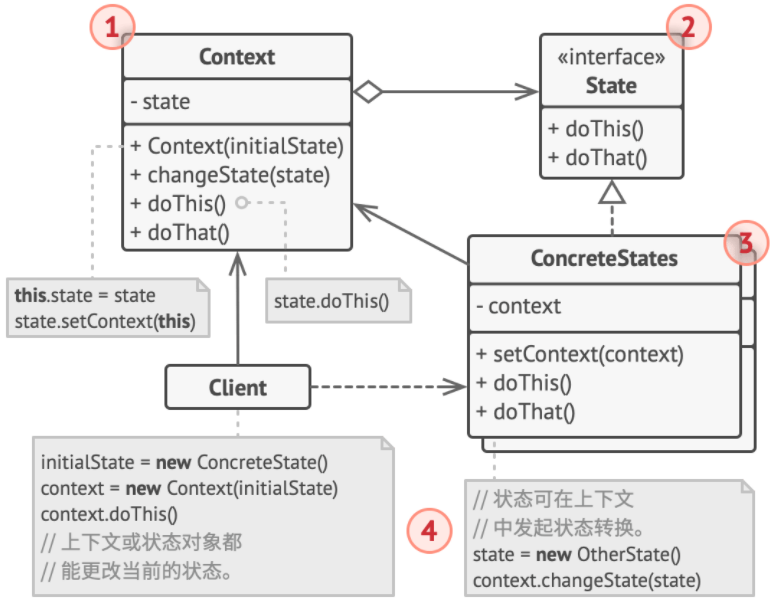 1
Context
- state
+ Context(initialState)
+ changeState(state)
+ doThis()
+ doThat()
2
«interface»
State
+ doThis()
+ doThat()
3
ConcreteStates
- context
+ setContext(context)
+ doThis()
+ doThat()
this.state = state
state.setContext(this)
state.doThis()
Client
initialState = new ConcreteState()
context = new Context(initialState)
context.doThis()
// 上下文或状态对象都
// 能更改当前的状态。
4
// 状态可在上下文
// 中发起状态转换。
state = new OtherState()
context.changeState(state)